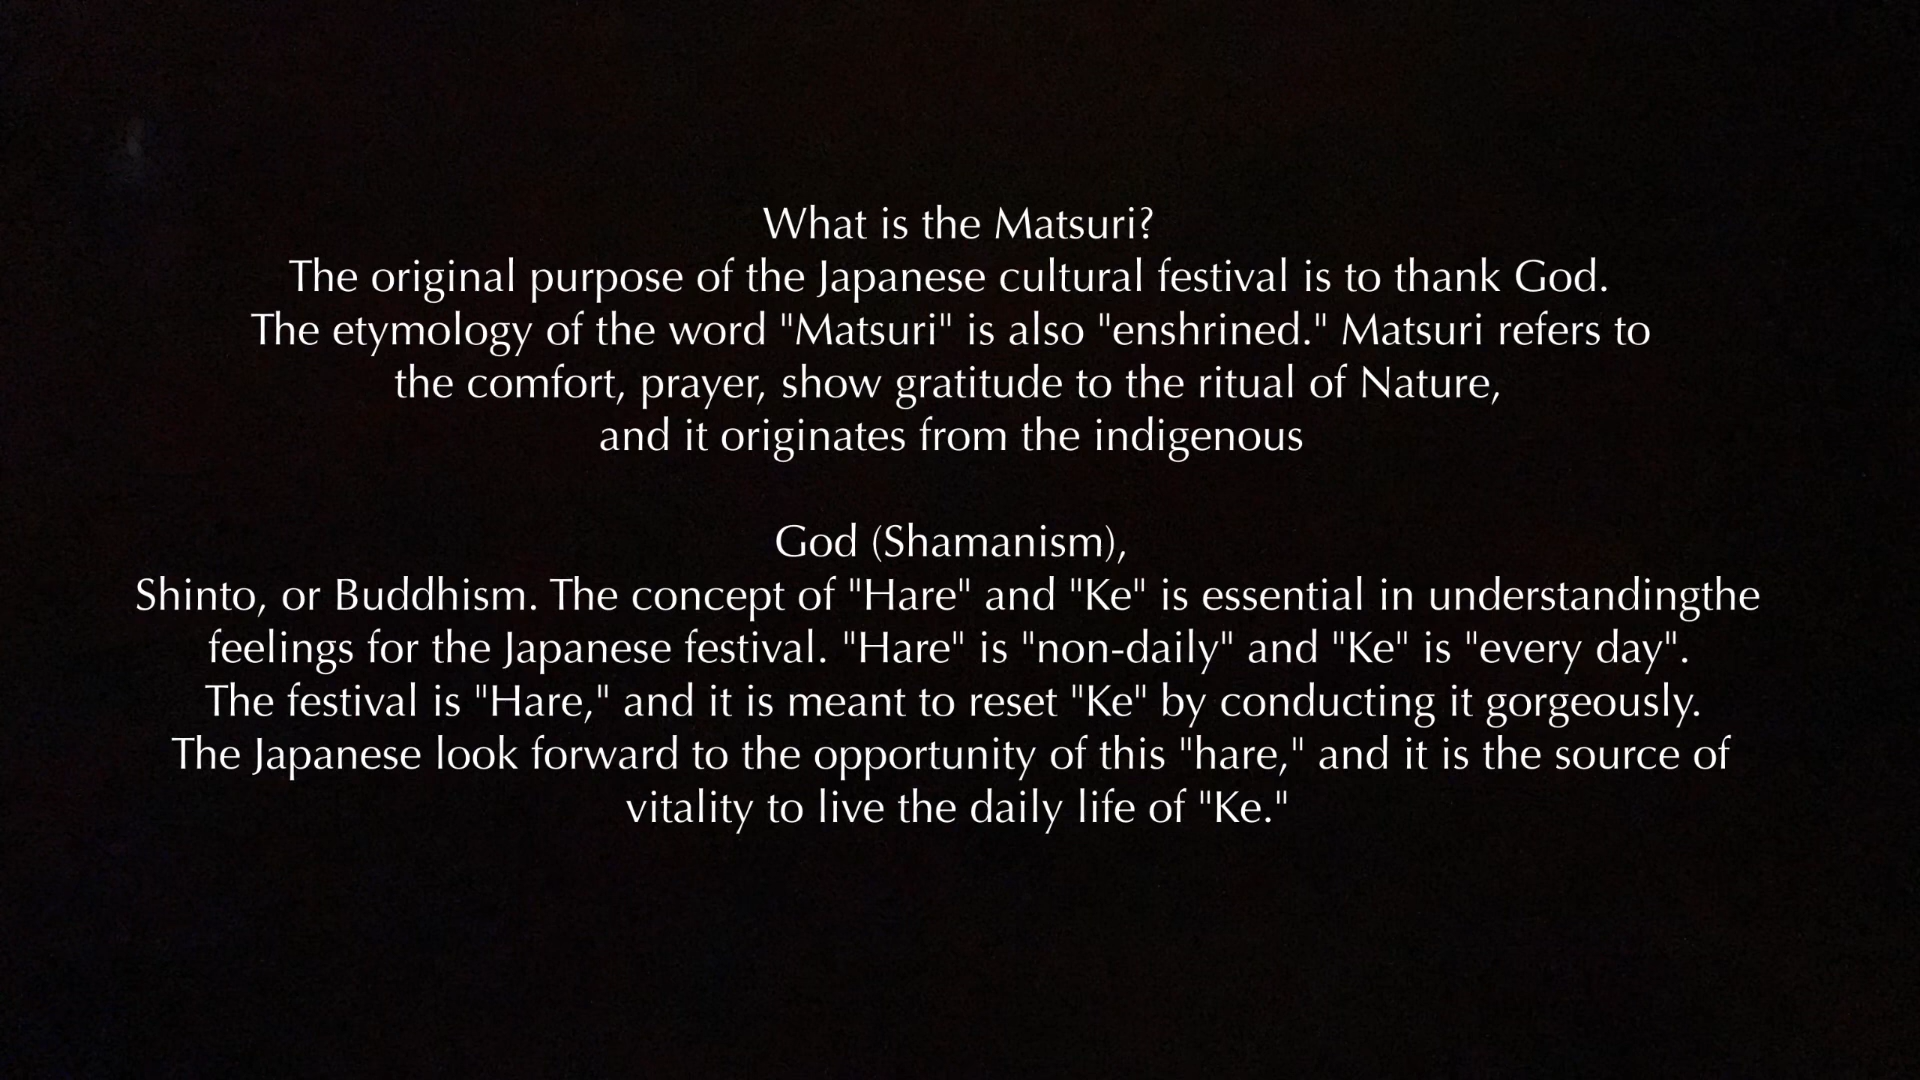 What is the Matsuri?
The original purpose of the Japanese cultural festival is to thank God.
The etymology of the word "Matsuri" is also "enshrined." Matsuri refers to
the comfort, prayer, show gratitude to the ritual of Nature,
and it originates from the indigenous
God (Shamanism),
Shinto, or Buddhism. The concept of "Hare" and "Ke" is essential in understandingthe
feelings for the Japanese festival. "Hare" is "non-daily" and "Ke" is "every day".
The festival is "Hare," and it is meant to reset "Ke" by conducting it gorgeously.
The Japanese look forward to the opportunity of this "hare," and it is the source of
vitality to live the daily life of "Ke."